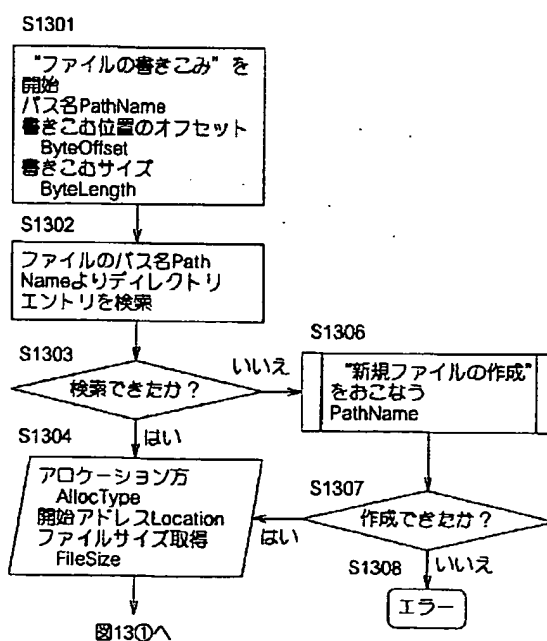 S1301
“ファイルの書きこみ”を
開始
パス名PathName
書きこむ位置のオフセット
ByteOffset
書きこむサイズ
ByteLength
S1302
ファイルのパス名Path
Nameよりディレクトリ
エントリを検索
S1303
検索できたか？
いいえ
はい
S1306
“新規ファイルの作成”
をおこなう
PathName
S1304
アロケーション方
AllocType
開始アドレスLocation
ファイルサイズ取得
FileSize
S1307
作成できたか？
はい
いいえ
S1308
エラー
図13①へ